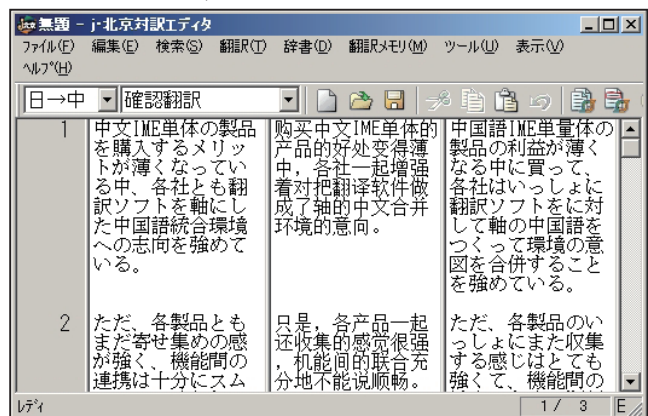 無題 - j・北京対訳エディタ
ファイル(F) 編集(E) 検索(S) 翻訳(T) 辞書(D) 翻訳メモリ(M) ツール(U) 表示(V)
ヘルプ(H)
日→中 確認翻訳
1
中文IME単体の製品
を購入するメリッ
トが薄くなってい
る中、各社とも翻
訳ソフトを軸にし
た中国語統合環境
への志向を強めて
いる。
购买中文IME单体的
产品的好处变得薄
中，各社一起增强
着对把翻译软件做
成了轴的中文合并
环境的意向。
中国語IME単量体の
製品の利益が薄く
なる中に買って、
各社はいっしょに
翻訳ソフトをに対
して軸の中国語を
つくって環境の意
図を合併すること
を強めている。
2
ただ、各製品とも
まだ寄せ集めの感
が強く、機能間の
連携は十分にスム
只是，各产品一起
还收集的感觉很强
，机能间的联合充
分地不能说顺畅。
ただ、各製品のい
っしょにまた収集
する感じはとても
強くて、機能間の
レディ
1/ 3
E